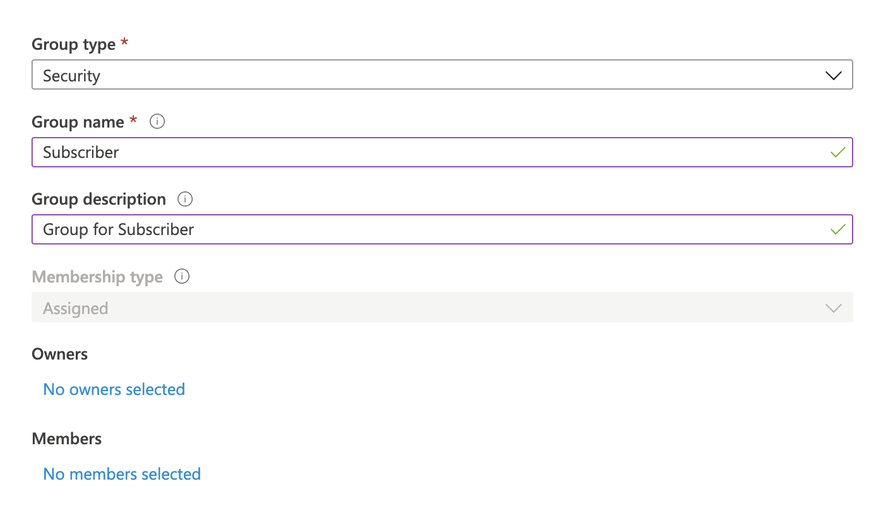 Group type *
Security
Group name *
Subscriber
Group description
Group for Subscriber
Membership type
Assigned
Owners
No owners selected
Members
No members selected